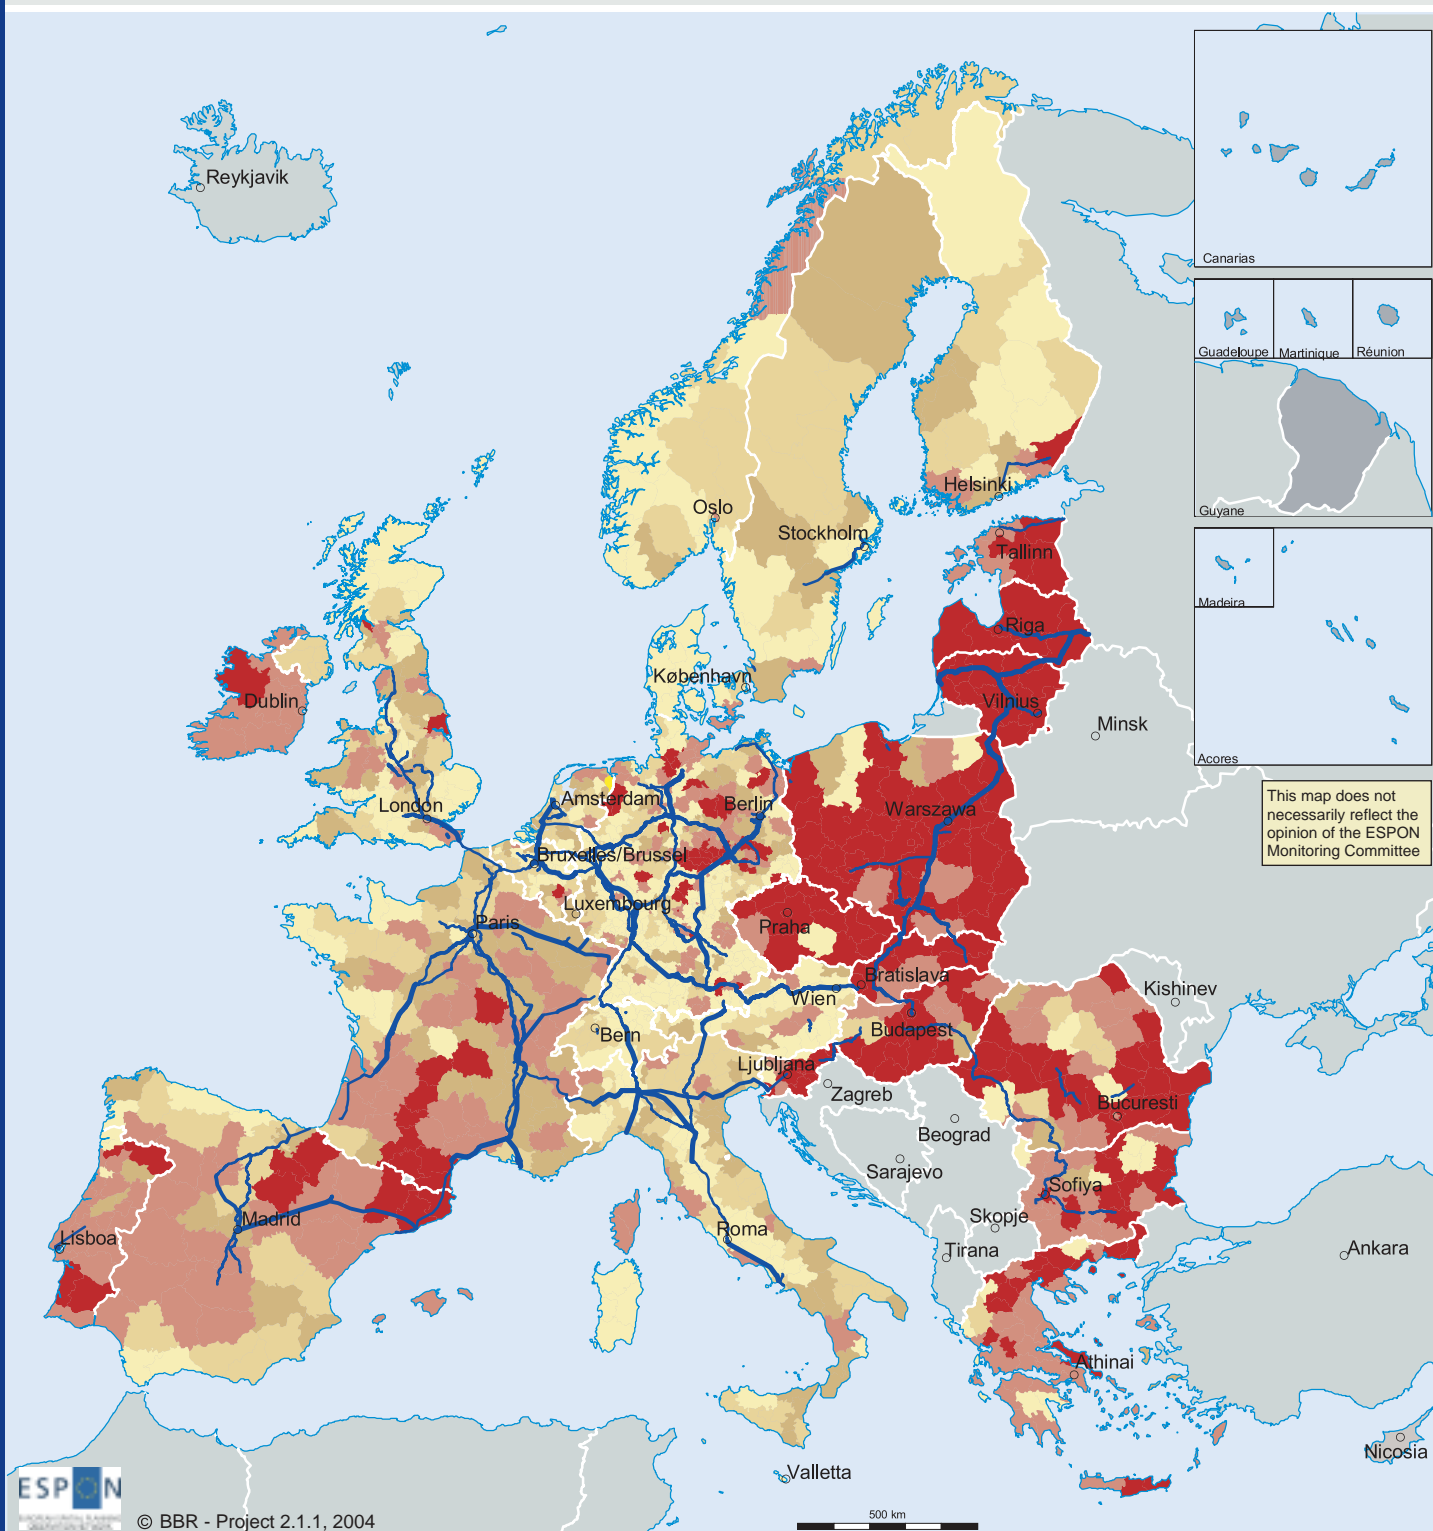 Reykjavik
Canarias
Guadeloupe
Martinique
Réunion
Guyane
Helsinki
Oslo
Stockholm
Tallinn
Madeira
Riga
København
Dublin
Vilnius
Minsk
Acores
London
Amsterdam
Berlin
Warszawa
This map does not
necessarily reflect the
opinion of the ESPON
Monitoring Committee
Bruxelles/Brussel
Luxembourg
Paris
Praha
Bratislava
Wien
Kishinev
Bern
Budapest
Ljubljana
Zagreb
Bucuresti
Beograd
Sarajevo
Sofiya
Madrid
Skopje
Lisboa
Roma
Tirana
Ankara
Athinai
Nicosia
Valletta
ESPON
© BBR - Project 2.1.1, 2004
500 km